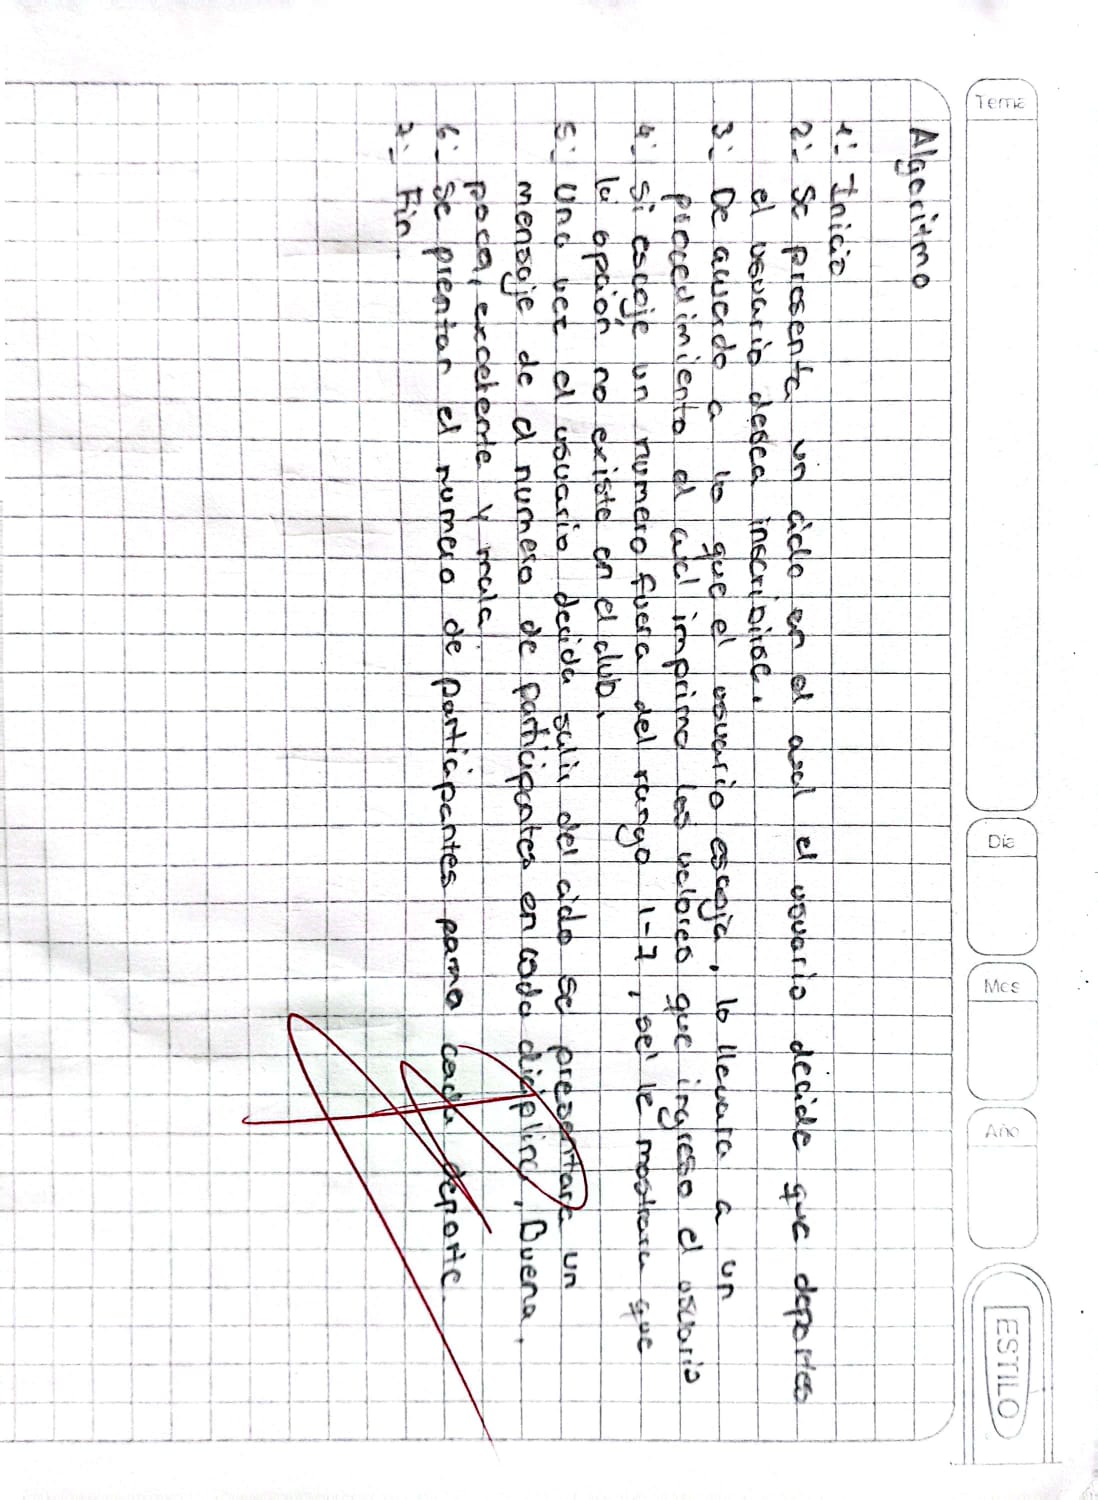 Tema
Dia
Mes
Año
ESTILO
Algoritmo
1:- Inicio
2:- Se presenta un ciclo en el cual el usuario decide que deportes
el usuario desea inscribirse.
3:- De acuerdo a lo que el usuario escoja, lo llevara a un
procedimiento el cual imprime los valores que ingreso el usuario
4:- Si escoje un numero fuera del rango 1-7, se le mostrara que
la opción no existe en el club.
5:- Una vez el usuario decida salir del ciclo se presentara un
mensaje de el numero de participantes en cada diciplina, Buena,
poca, excelente y mala.
6:- Se prentan el numero de participantes para cada deporte.
7:- Fin.